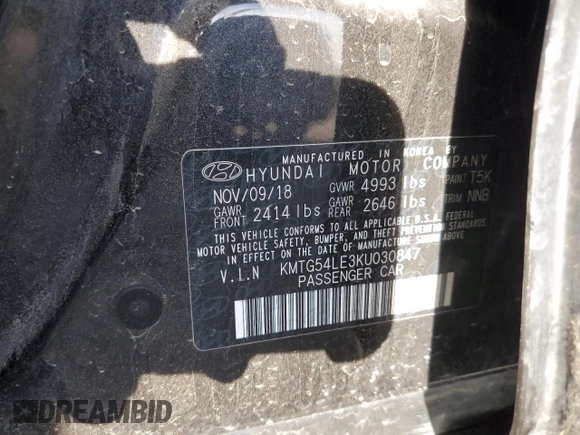 MANUFACTURED IN KOREA BY
HYUNDAI MOTOR COMPANY
NOV/09/18 GVWR 4993 lbs PAINT T5K
GAWR FRONT 2414 lbs GAWR REAR 2646 lbs TRIM NNB
THIS VEHICLE CONFORMS TO ALL APPLICABLE U.S.A. FEDERAL
MOTOR VEHICLE SAFETY, BUMPER, AND THEFT PREVENTION STANDARDS
IN EFFECT ON THE DATE OF MANUFACTURE SHOWN ABOVE.
V.I.N KMTG54LE3KU030847
PASSENGER CAR
DREAMBID